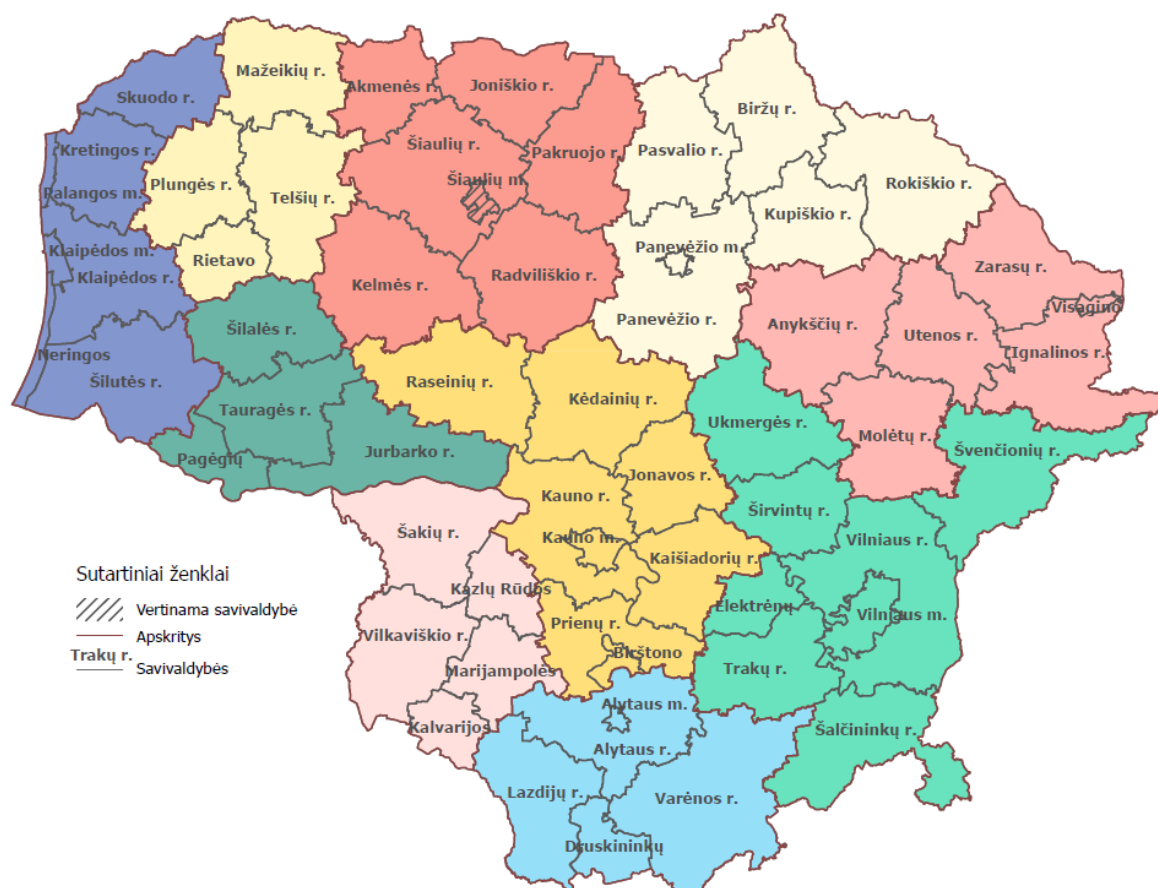 Mažeikių r.
Akmenės r.
Joniškio r.
Skuodo r.
Biržų r.
Kretingos r.
Šiaulių r.
Pakruojo r.
Pasvalio r.
Plungės r.
Telšių r.
Šiaulių m.
Rokiškio r.
Palangos m.
Kupiškio r.
Klaipėdos m.
Panevėžio m.
Rietavo
Klaipėdos r.
Kelmės r.
Radviliškio r.
Zarasų r.
Visagino
Panevėžio r.
Anykščių r.
Utenos r.
Šilalės r.
Neringos
Ignalinos r.
Šilutės r.
Raseinių r.
Kėdainių r.
Tauragės r.
Ukmergės r.
Molėtų r.
Švenčionių r.
Pagėgių
Jurbarko r.
Jonavos r.
Kauno r.
Širvintų r.
Šakių r.
Kauno m.
Vilniaus r.
Kaišiadorių r.
Kazlų Rūdos
Elektrėnų
Vilniaus m.
Prienų r.
Vilkaviškio r.
Birštono
Marijampolės
Trakų r.
Alytaus m.
Kalvarijos
Šalčininkų r.
Alytaus r.
Lazdijų r.
Varėnos r.
Druskininkų
Sutartiniai ženklai
Vertinama savivaldybė
Apskritys
Trakų r.
Savivaldybės